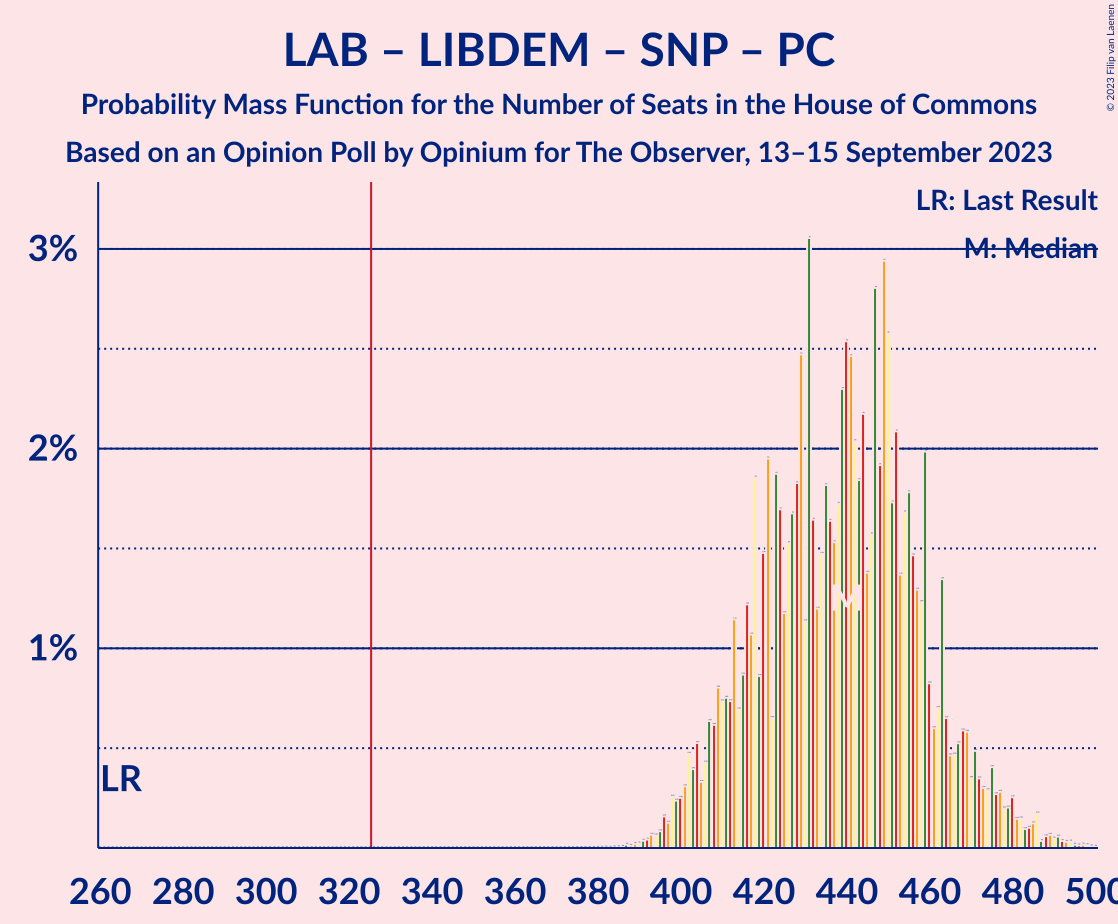 LAB – LIBDEM – SNP – PC
Probability Mass Function for the Number of Seats in the House of Commons
Based on an Opinion Poll by Opinium for The Observer, 13–15 September 2023
© 2023 Filip van Laenen
LR: Last Result
M: Median
3%
2%
1%
M
LR
260 280 300 320 340 360 380 400 420 440 460 480 500